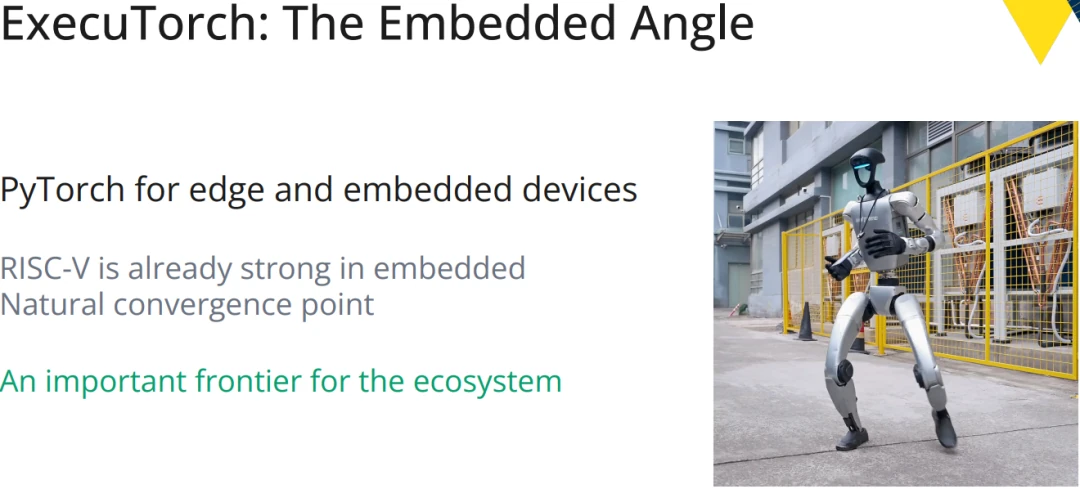 ExecuTorch: The Embedded Angle
PyTorch for edge and embedded devices
RISC-V is already strong in embedded
Natural convergence point
An important frontier for the ecosystem